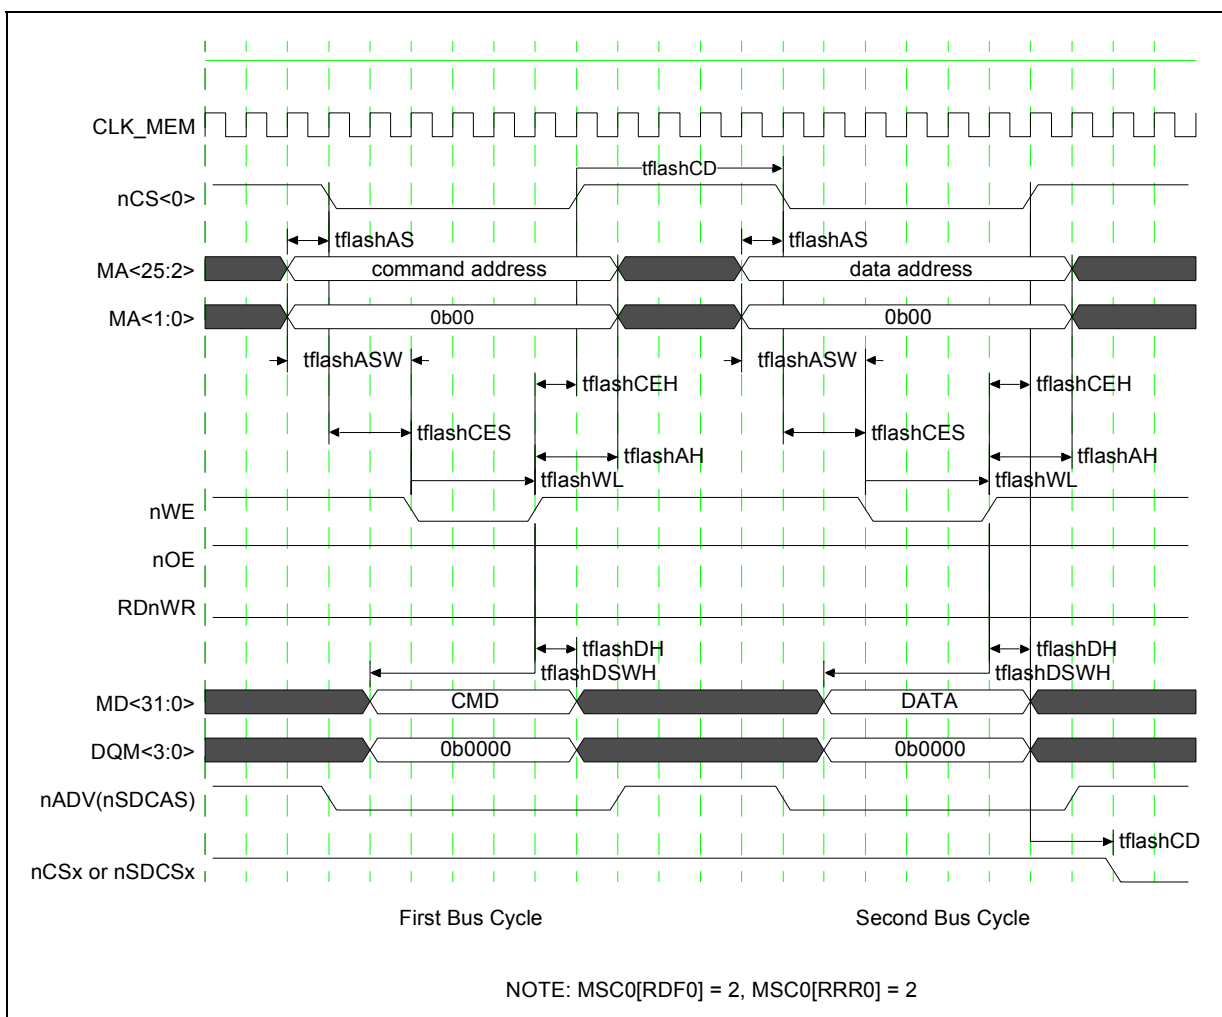 CLK_MEM
tflashCD
nCS<0>
tflashAS tflashAS
MA<25:2> command address data address
MA<1:0> 0b00 0b00
tflashASW tflashASW
tflashCEH tflashCEH
tflashCES tflashCES
tflashAH tflashAH
tflashWL tflashWL
nWE
nOE
RDnWR
tflashDH tflashDH
tflashDSWH tflashDSWH
MD<31:0> CMD DATA
DQM<3:0> 0b0000 0b0000
nADV(nSDCAS)
tflashCD
nCSx or nSDCSx
First Bus Cycle Second Bus Cycle
NOTE: MSC0[RDF0] = 2, MSC0[RRR0] = 2